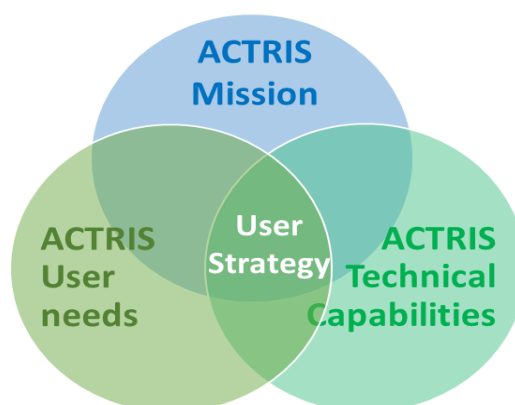 ACTRIS
Mission
ACTRIS
User
needs
User
Strategy
ACTRIS
Technical
Capabilities